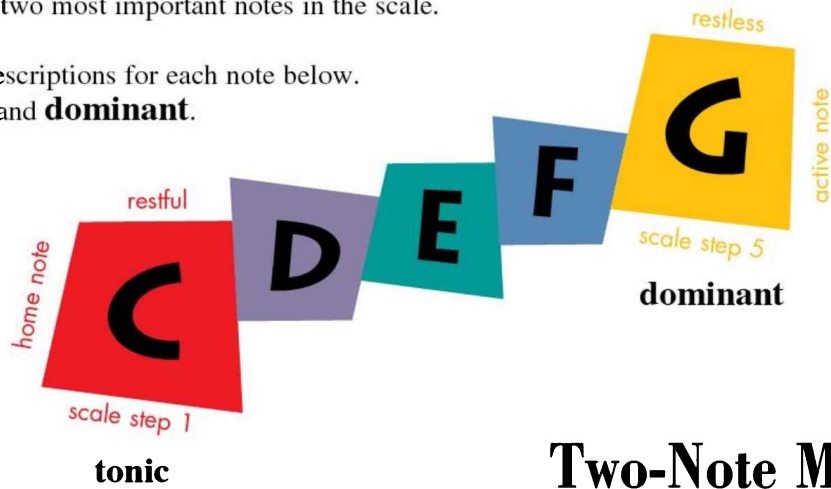 two most important notes in the scale.
escriptions for each note below.
and dominant.
restless
G
active note
scale step 5
dominant
F
E
D
restful
home note
C
scale step 1
tonic
Two-Note M